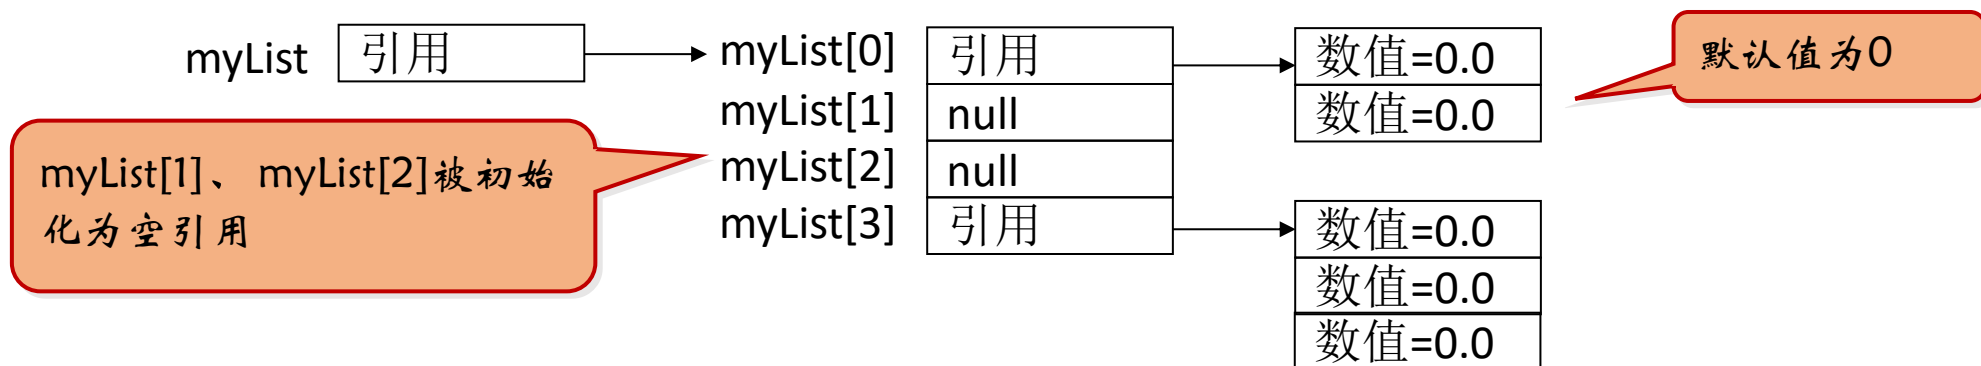 myList 引用 myList[0] 引用 数值=0.0 默认值为0
myList[1] null 数值=0.0
myList[1]、 myList[2]被初始
化为空引用
myList[2] null
myList[3] 引用 数值=0.0
数值=0.0
数值=0.0